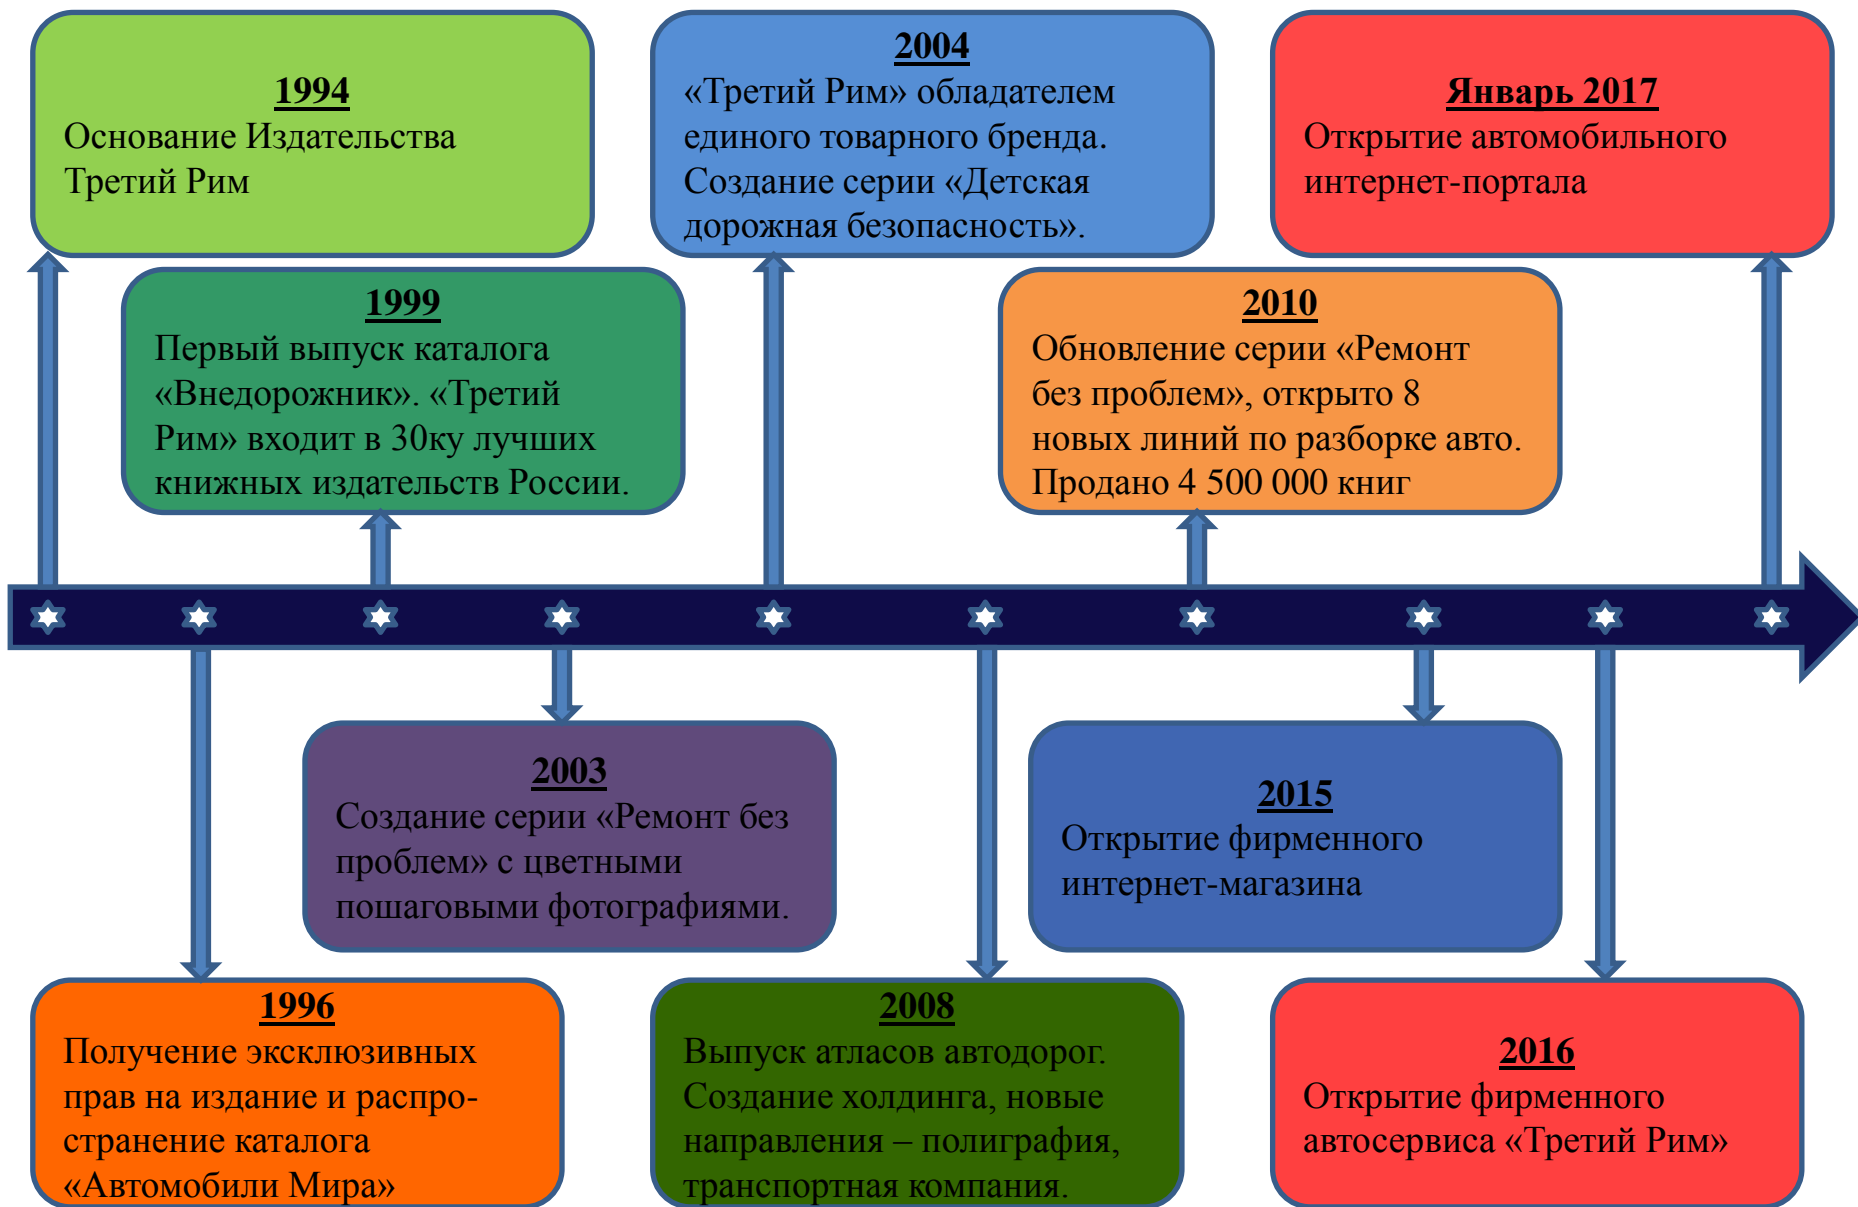 1994
Основание Издательства
Третий Рим
2004
«Третий Рим» обладателем
единого товарного бренда.
Создание серии «Детская
дорожная безопасность».
Январь 2017
Открытие автомобильного
интернет-портала
1999
Первый выпуск каталога
«Внедорожник». «Третий
Рим» входит в 30ку лучших
книжных издательств России.
2010
Обновление серии «Ремонт
без проблем», открыто 8
новых линий по разборке авто.
Продано 4 500 000 книг
2003
Создание серии «Ремонт без
проблем» с цветными
пошаговыми фотографиями.
2015
Открытие фирменного
интернет-магазина
1996
Получение эксклюзивных
прав на издание и распро-
странение каталога
«Автомобили Мира»
2008
Выпуск атласов автодорог.
Создание холдинга, новые
направления – полиграфия,
транспортная компания.
2016
Открытие фирменного
автосервиса «Третий Рим»